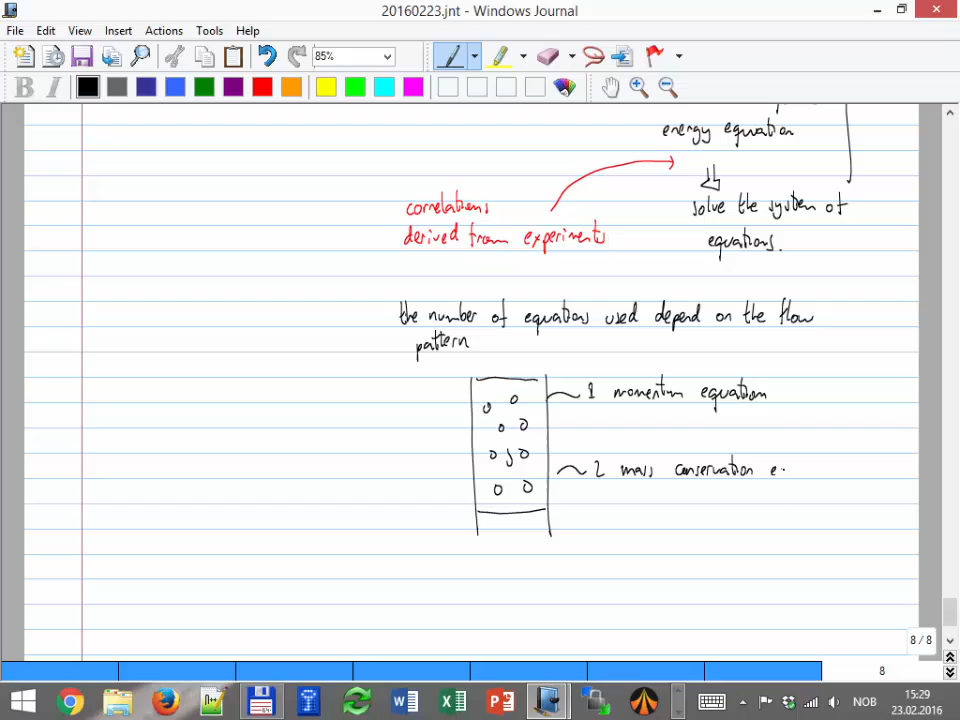 20160223.jnt - Windows Journal
File Edit View Insert Actions Tools Help
85%
B I
energy equation
correlations
derived from experiments
solve the system of
equations.
the number of equations used depend on the flow
pattern
1 momentum equation
2 mass conservation e
8 / 8
8
NOB
15:29
23.02.2016